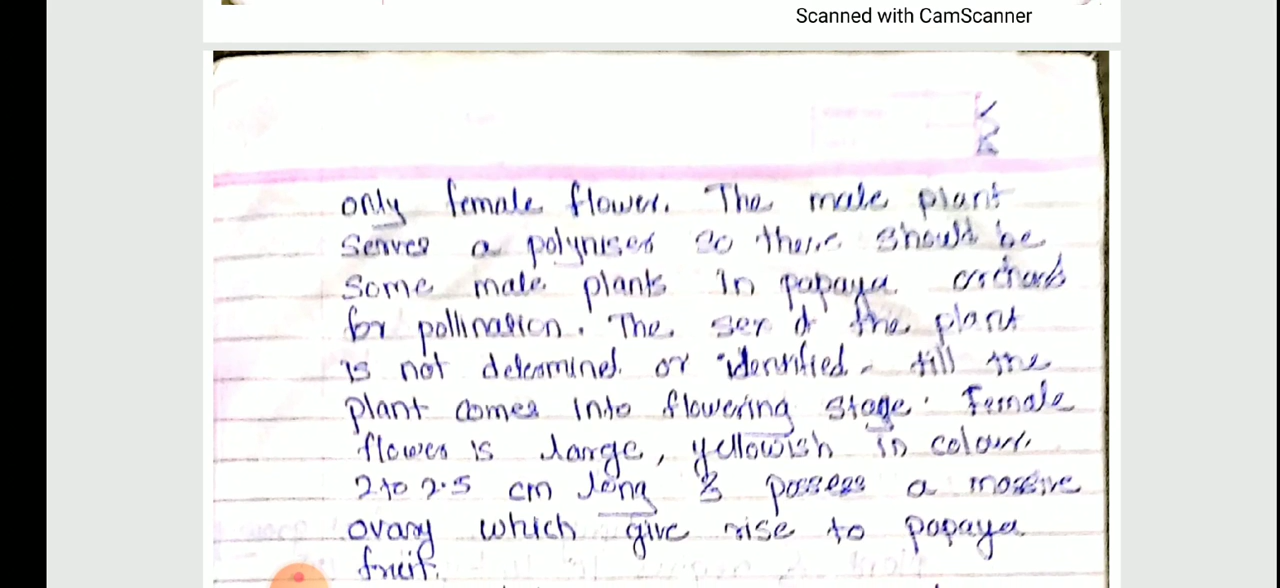 Scanned with CamScanner
only female flower. The male plant
serves a polynises so there should be
some male plants in papaya orchards
for pollination. The sex of the plant
is not determined or identified till the
plant comes into flowering stage. Female
flower is large, yellowish in colour.
2 to 2.5 cm long & possess a massive
ovary which give rise to papaya
fruit.